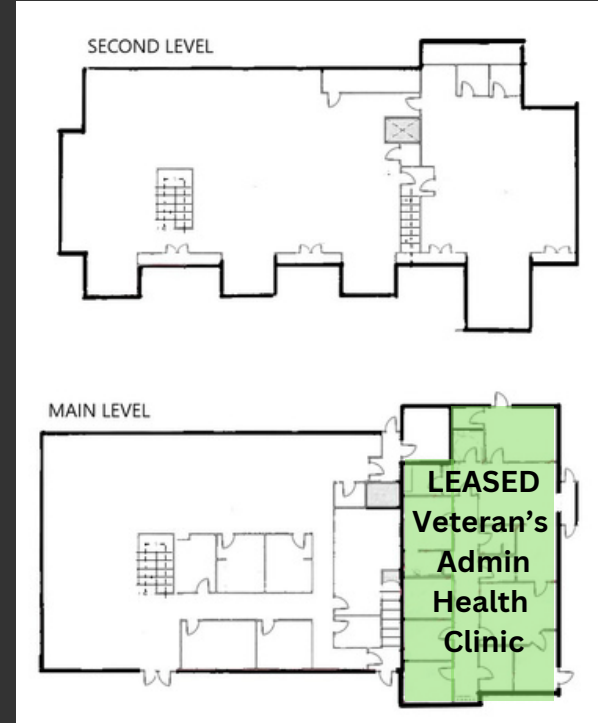 SECOND LEVEL
MAIN LEVEL
LEASED
Veteran’s
Admin
Health
Clinic